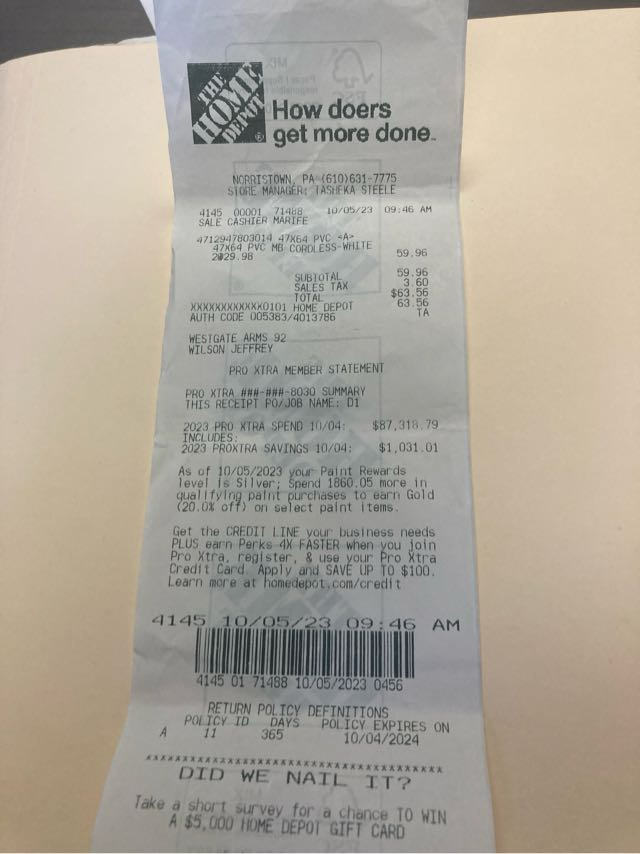 THE
HOME
DEPOT
How doers
get more done™
NORRISTOWN, PA (610)631-7775
STORE MANAGER: TASHEKA STEELE
4145 00001 71488 10/05/23 09:46 AM
SALE CASHIER MARIFE
4712947803014 47X64 PVC <A>
47X64 PVC MB CORDLESS-WHITE
2@29.98 59.96
SUBTOTAL 59.96
SALES TAX 3.60
TOTAL $63.56
XXXXXXXXXXXX0101 HOME DEPOT 63.56
AUTH CODE 005383/4013786 TA
WESTGATE ARMS 92
WILSON JEFFREY
PRO XTRA MEMBER STATEMENT
PRO XTRA ###-###-8030 SUMMARY
THIS RECEIPT PO/JOB NAME: D1
2023 PRO XTRA SPEND 10/04: $87,318.79
INCLUDES:
2023 PROXTRA SAVINGS 10/04: $1,031.01
As of 10/05/2023 your Paint Rewards
level is Silver; Spend 1860.05 more in
qualifying paint purchases to earn Gold
(20.0% off) on select paint items.
Get the CREDIT LINE your business needs
PLUS earn Perks 4X FASTER when you join
Pro Xtra, register, & use your Pro Xtra
Credit Card. Apply and SAVE UP TO $100.
Learn more at homedepot.com/credit
4145 10/05/23 09:46 AM
4145 01 71488 10/05/2023 0456
RETURN POLICY DEFINITIONS
POLICY ID DAYS POLICY EXPIRES ON
A 11 365 10/04/2024
DID WE NAIL IT?
Take a short survey for a chance TO WIN
A $5,000 HOME DEPOT GIFT CARD